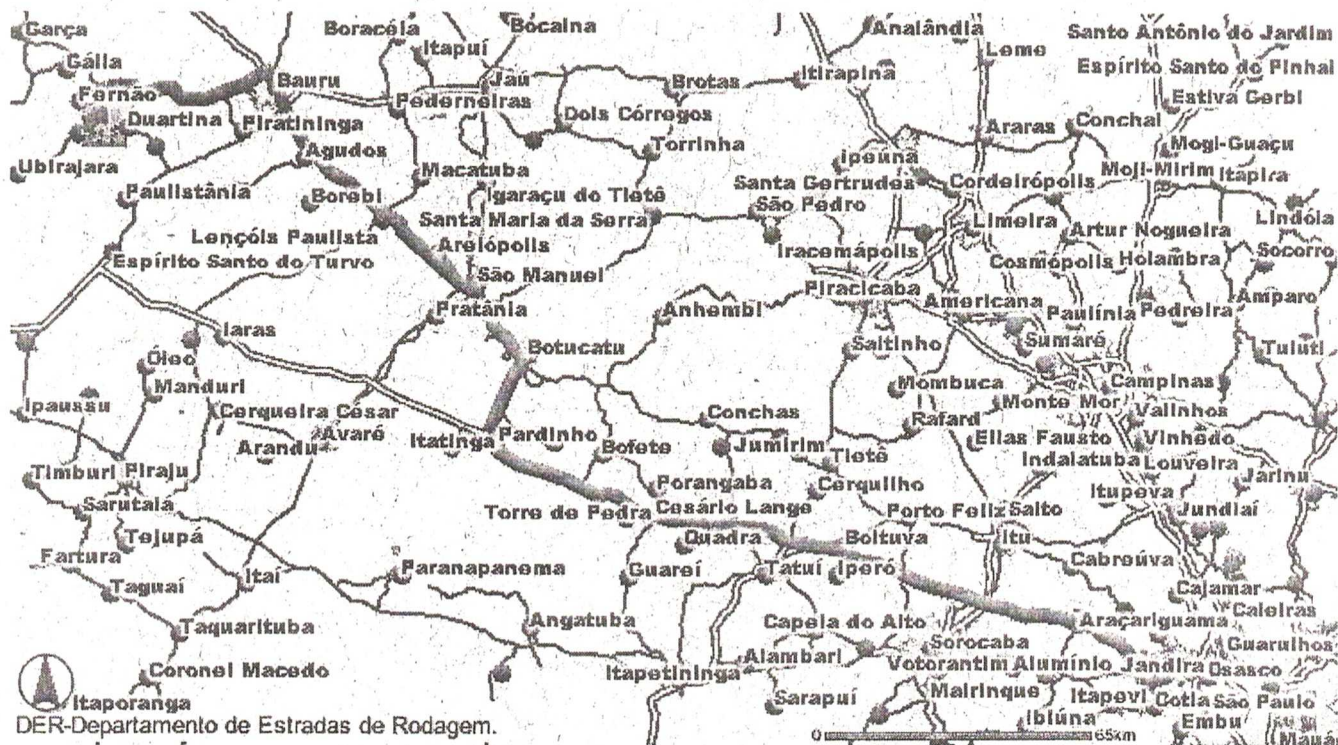 Garça
Boracéia
Bocaina
Analândia
Santo Antônio do Jardim
Itapuí
Leme
Gália
Bauru
Jaú
Brotas
Itirapina
Espírito Santo do Pinhal
Fernão
Pederneiras
Estiva Gerbi
Duartina
Piratininga
Dois Córregos
Araras
Conchal
Agudos
Torrinha
Ipeúna
Mogi-Guaçu
Ubirajara
Macatuba
Moji-Mirim
Itapira
Paulistânia
Borebi
Igaraçu do Tietê
Santa Gertrudes
Cordeirópolis
São Pedro
Santa Maria da Serra
Limeira
Lindóia
Lençóis Paulista
Areiópolis
Iracemápolis
Artur Nogueira
Espírito Santo do Turvo
São Manuel
Cosmópolis
Holambra
Socorro
Piracicaba
Pratânia
Anhembi
Americana
Paulínia
Pedreira
Amparo
Iaras
Botucatu
Saltinho
Sumaré
Tuiuti
Óleo
Manduri
Mombuca
Campinas
Ipaussu
Cerqueira César
Conchas
Rafard
Monte Mor
Valinhos
Arandu
Avaré
Itatinga
Pardinho
Bofete
Jumirim
Tietê
Elias Fausto
Vinhedo
Timburi
Piraju
Indaiatuba
Louveira
Jarinu
Sarutaiá
Porangaba
Cerquilho
Itupeva
Torre de Pedra
Cesário Lange
Porto Feliz
Salto
Jundiaí
Tejupá
Quadra
Boituva
Itu
Fartura
Cabreúva
Itaí
Paranapanema
Guareí
Tatuí
Iperó
Taguaí
Cajamar
Caieiras
Taquarituba
Angatuba
Capela do Alto
Araçariguama
Sorocaba
Guarulhos
Coronel Macedo
Itapetininga
Alambari
Votorantim
Alumínio
Jandira
Osasco
Itaporanga
Sarapuí
Mairinque
Itapevi
Cotia
São Paulo
Ibiúna
Embu
Mauá
DER-Departamento de Estradas de Rodagem.
0 65km